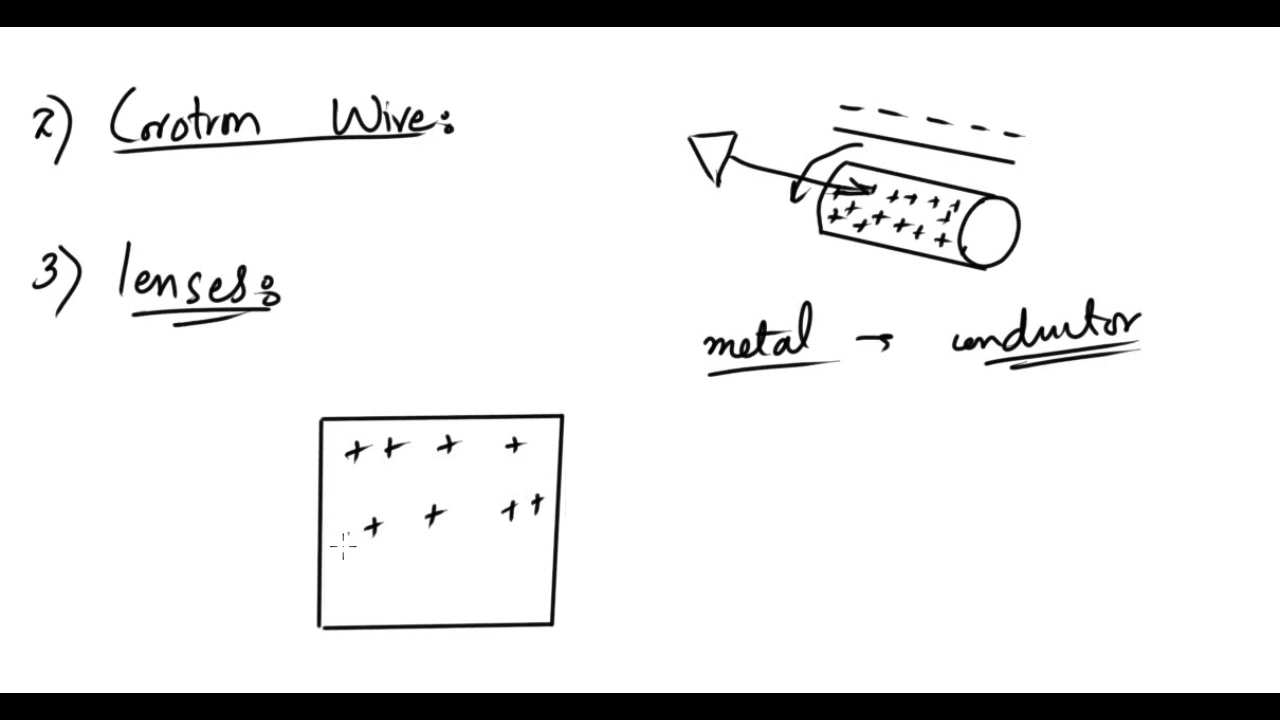 2) Corotron Wire:
3) lenses:
metal → conductor
- - - - -
+ + + + +
+ + + + + + + +
+ + + +
+ + + +